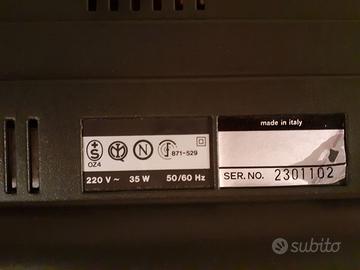 made in italy
+
S
N
871-529
OZ4
220 V ~ 35 W 50/60 Hz
SER. NO. 2301102
subito